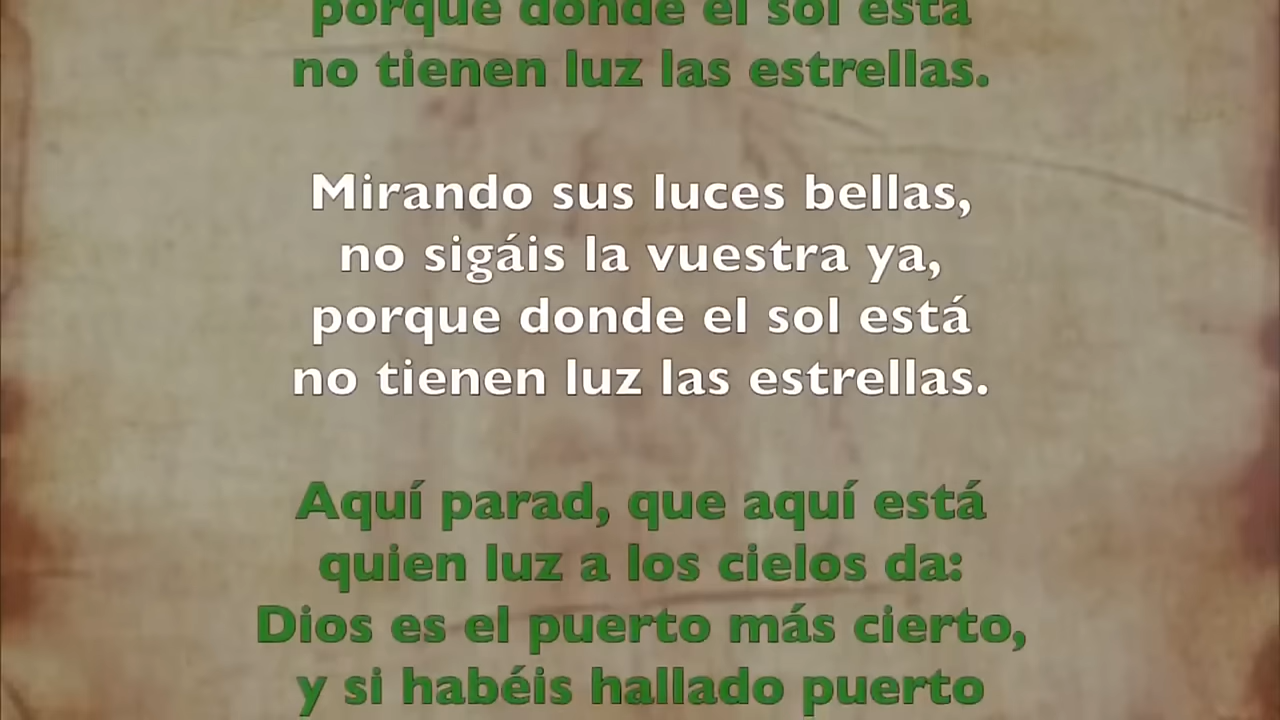 porque donde el sol está
no tienen luz las estrellas.
Mirando sus luces bellas,
no sigáis la vuestra ya,
porque donde el sol está
no tienen luz las estrellas.
Aquí parad, que aquí está
quien luz a los cielos da:
Dios es el puerto más cierto,
y si habéis hallado puerto